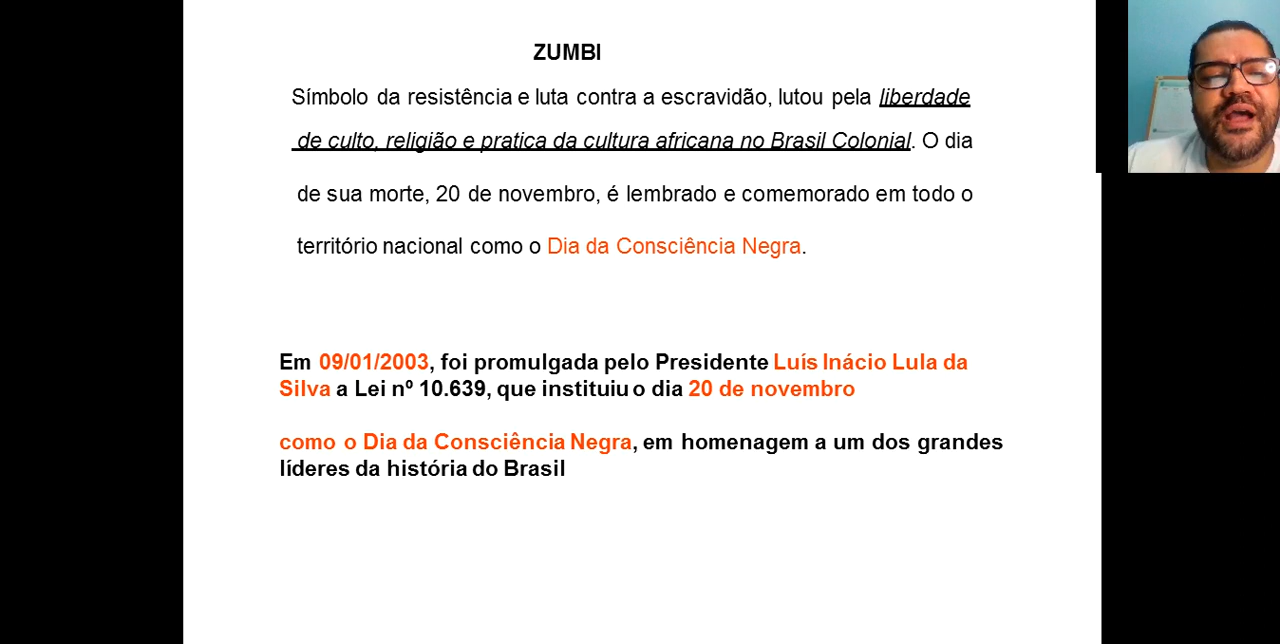 ZUMBI
Símbolo da resistência e luta contra a escravidão, lutou pela liberdade
de culto, religião e pratica da cultura africana no Brasil Colonial. O dia
de sua morte, 20 de novembro, é lembrado e comemorado em todo o
território nacional como o Dia da Consciência Negra.
Em 09/01/2003, foi promulgada pelo Presidente Luís Inácio Lula da
Silva a Lei nº 10.639, que instituiu o dia 20 de novembro
como o Dia da Consciência Negra, em homenagem a um dos grandes
líderes da história do Brasil